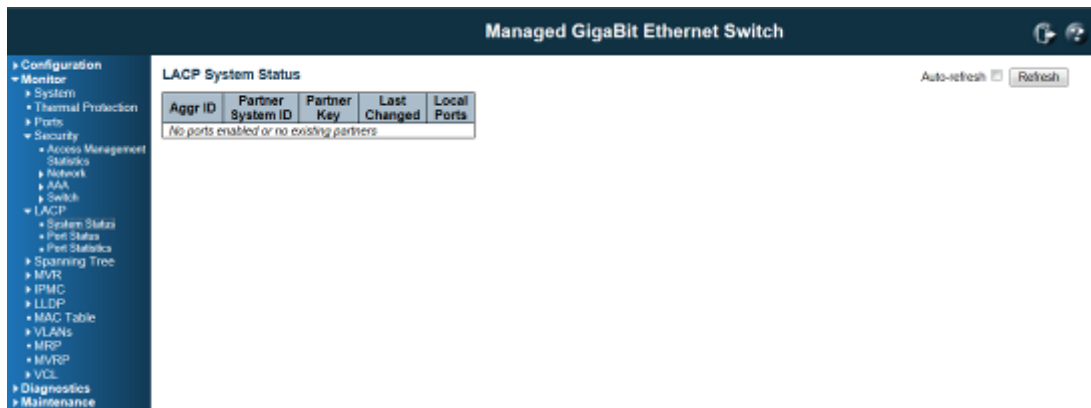 Managed GigaBit Ethernet Switch
Configuration
Monitor
System
Thermal Protection
Ports
Security
Access Management
Statistics
Network
AAA
Switch
LACP
System Status
Port Status
Port Statistics
Spanning Tree
MVR
IPMC
LLDP
MAC Table
VLANs
MRP
MVRP
VCL
Diagnostics
Maintenance
LACP System Status
Auto-refresh Refresh
Aggr ID Partner System ID Partner Key Last Changed Local Ports
No ports enabled or no existing partners